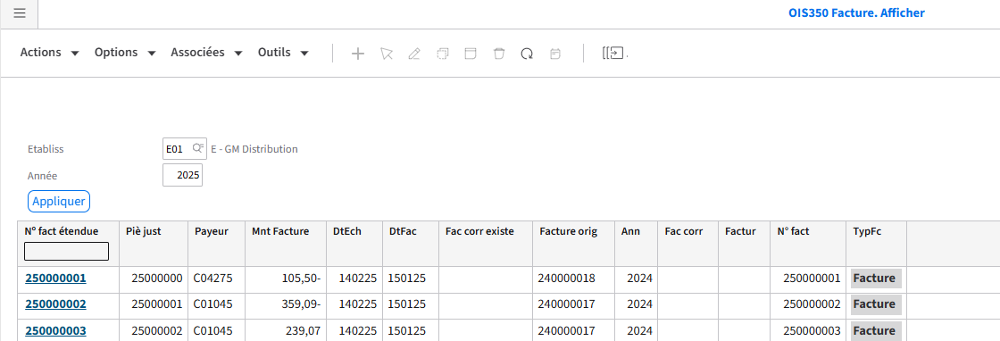 OIS350 Facture. Afficher
Actions Options Associées Outils
Etabliss E01 E - GM Distribution
Année 2025
Appliquer
N° fact étendue Piè just Payeur Mnt Facture DtEch DtFac Fac corr existe Facture orig Ann Fac corr Factur N° fact TypFc
250000001 25000000 C04275 105,50- 140225 150125 240000018 2024 250000001 Facture
250000002 25000001 C01045 359,09- 140225 150125 240000017 2024 250000002 Facture
250000003 25000002 C01045 239,07 140225 150125 240000017 2024 250000003 Facture